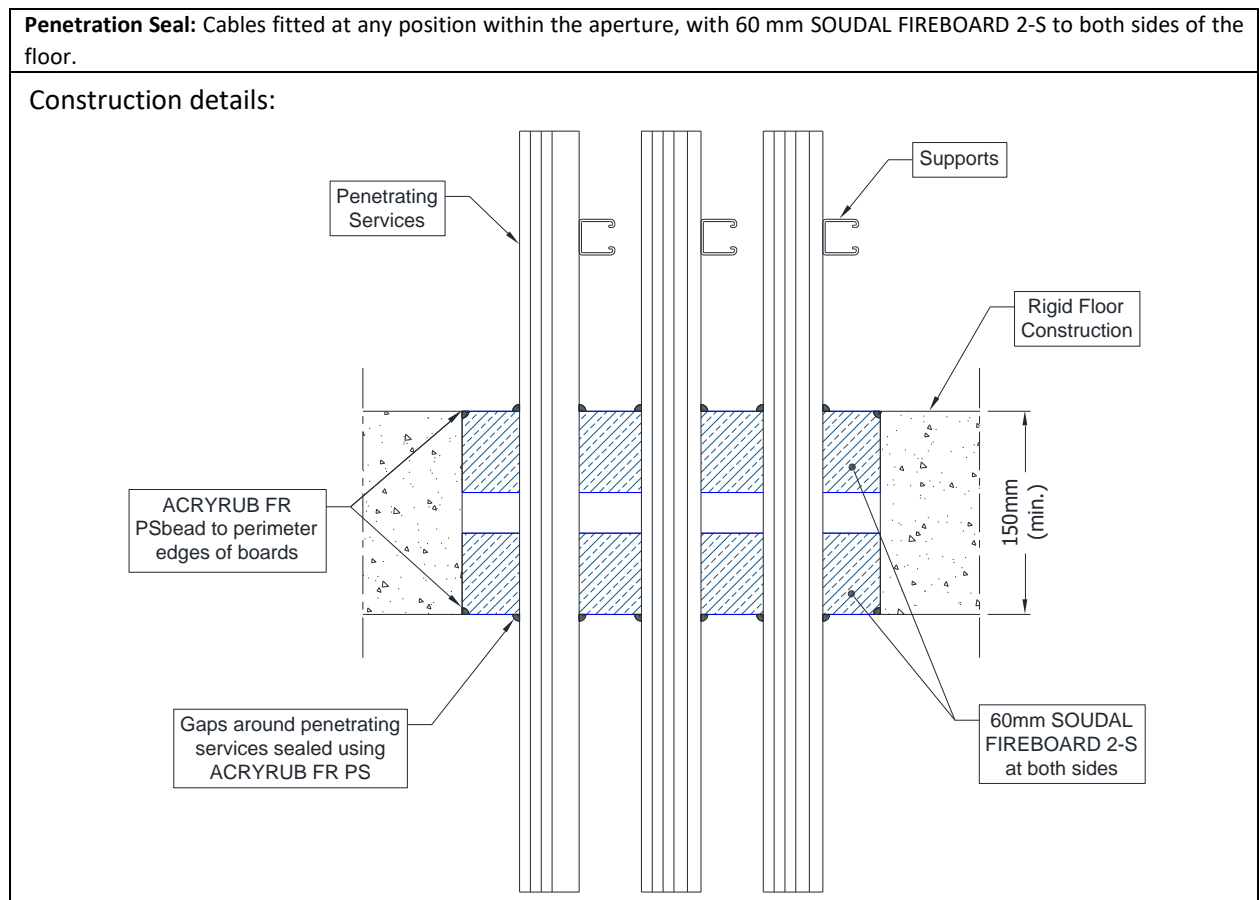 Penetration Seal: Cables fitted at any position within the aperture, with 60 mm SOUDAL FIREBOARD 2-S to both sides of the
floor.
Construction details:
Supports
Penetrating
Services
Rigid Floor
Construction
150mm
(min.)
ACRYRUB FR
PSbead to perimeter
edges of boards
Gaps around penetrating
services sealed using
ACRYRUB FR PS
60mm SOUDAL
FIREBOARD 2-S
at both sides